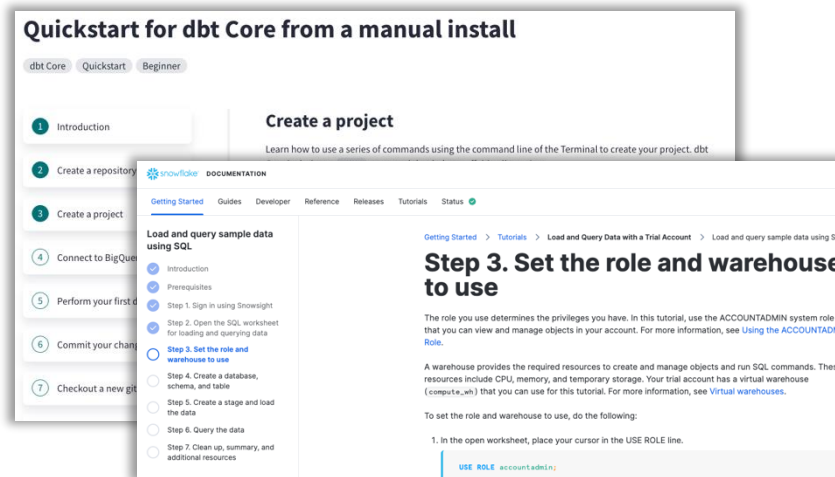 Quickstart for dbt Core from a manual install
dbt Core Quickstart Beginner
1 Introduction
2 Create a repository
3 Create a project
4 Connect to BigQue
5 Perform your first d
6 Commit your chang
7 Checkout a new git
Create a project
Learn how to use a series of commands using the command line of the Terminal to create your project. dbt
snowflake DOCUMENTATION
Getting Started Guides Developer Reference Releases Tutorials Status
Load and query sample data
using SQL
Introduction
Prerequisites
Step 1. Sign in using Snowsight
Step 2. Open the SQL worksheet
for loading and querying data
Step 3. Set the role and
warehouse to use
Step 4. Create a database,
schema, and table
Step 5. Create a stage and load
the data
Step 6. Query the data
Step 7. Clean up, summary, and
additional resources
Getting Started > Tutorials > Load and Query Data with a Trial Account > Load and query sample data using S
Step 3. Set the role and warehouse
to use
The role you use determines the privileges you have. In this tutorial, use the ACCOUNTADMIN system role
that you can view and manage objects in your account. For more information, see Using the ACCOUNTADM
Role.
A warehouse provides the required resources to create and manage objects and run SQL commands. Thes
resources include CPU, memory, and temporary storage. Your trial account has a virtual warehouse
(compute_wh) that you can use for this tutorial. For more information, see Virtual warehouses.
To set the role and warehouse to use, do the following:
1. In the open worksheet, place your cursor in the USE ROLE line.
USE ROLE accountadmin;